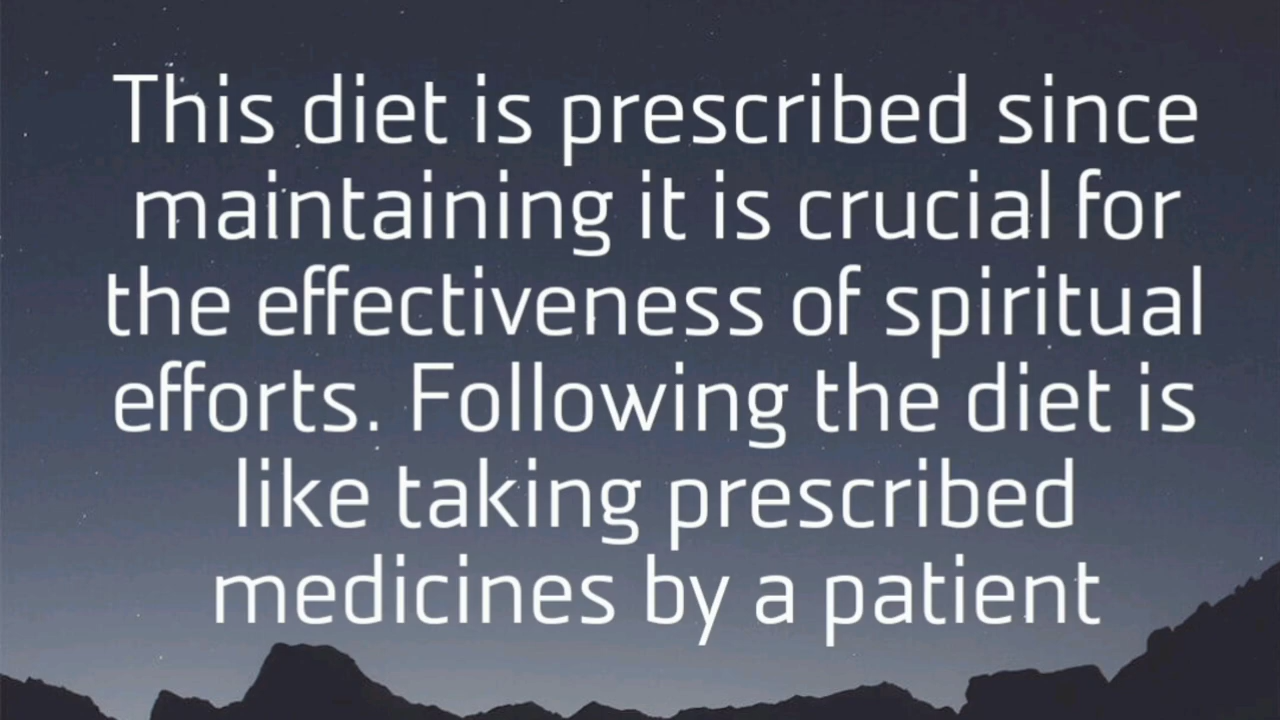 This diet is prescribed since
maintaining it is crucial for
the effectiveness of spiritual
efforts. Following the diet is
like taking prescribed
medicines by a patient